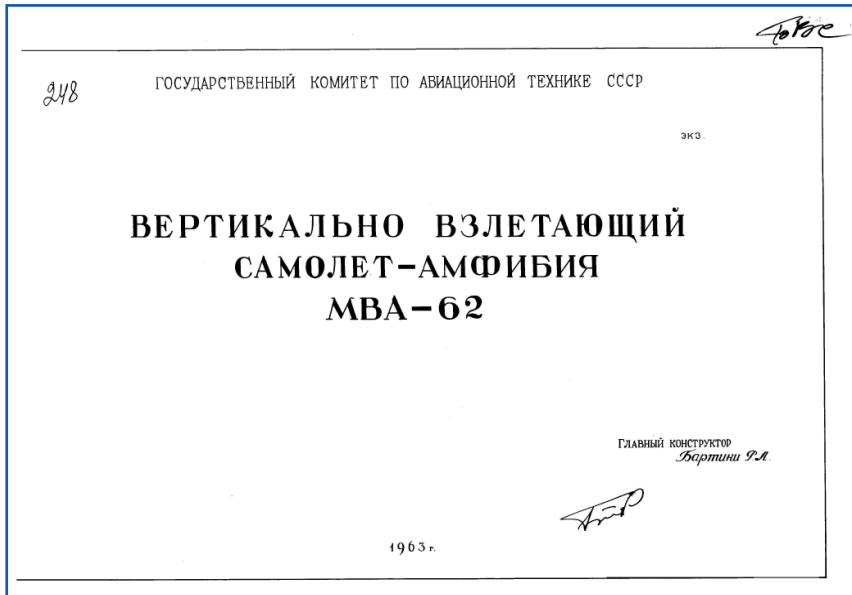 248
ГОСУДАРСТВЕННЫЙ КОМИТЕТ ПО АВИАЦИОННОЙ ТЕХНИКЕ СССР
экз.
ВЕРТИКАЛЬНО ВЗЛЕТАЮЩИЙ
САМОЛЕТ-АМФИБИЯ
МВА-62
Главный конструктор
Бартини Р.Л.
1963 г.